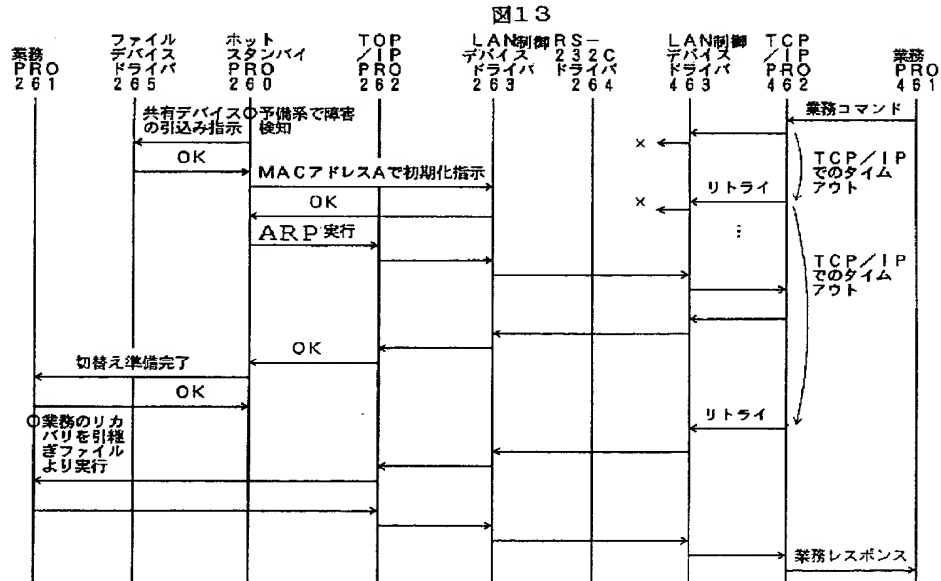 図13
業務
PRO
261
ファイル
デバイス
ドライバ
265
ホット
スタンバイ
PRO
260
TOP
/IP
PRO
262
LAN制御
デバイス
ドライバ
263
RS-
232C
ドライバ
264
LAN制御
デバイス
ドライバ
463
TCP
/IP
PRO
462
業務
PRO
461
共有デバイス
の引込み指示
予備系で障害
検知
業務コマンド
×
OK
TCP/IP
でのタイム
アウト
MACアドレスAで初期化指示
リトライ
×
OK
ARP実行
⋮
TCP/IP
でのタイム
アウト
OK
切替え準備完了
OK
リトライ
業務のリカ
バリを引継
ぎファイル
より実行
業務レスポンス